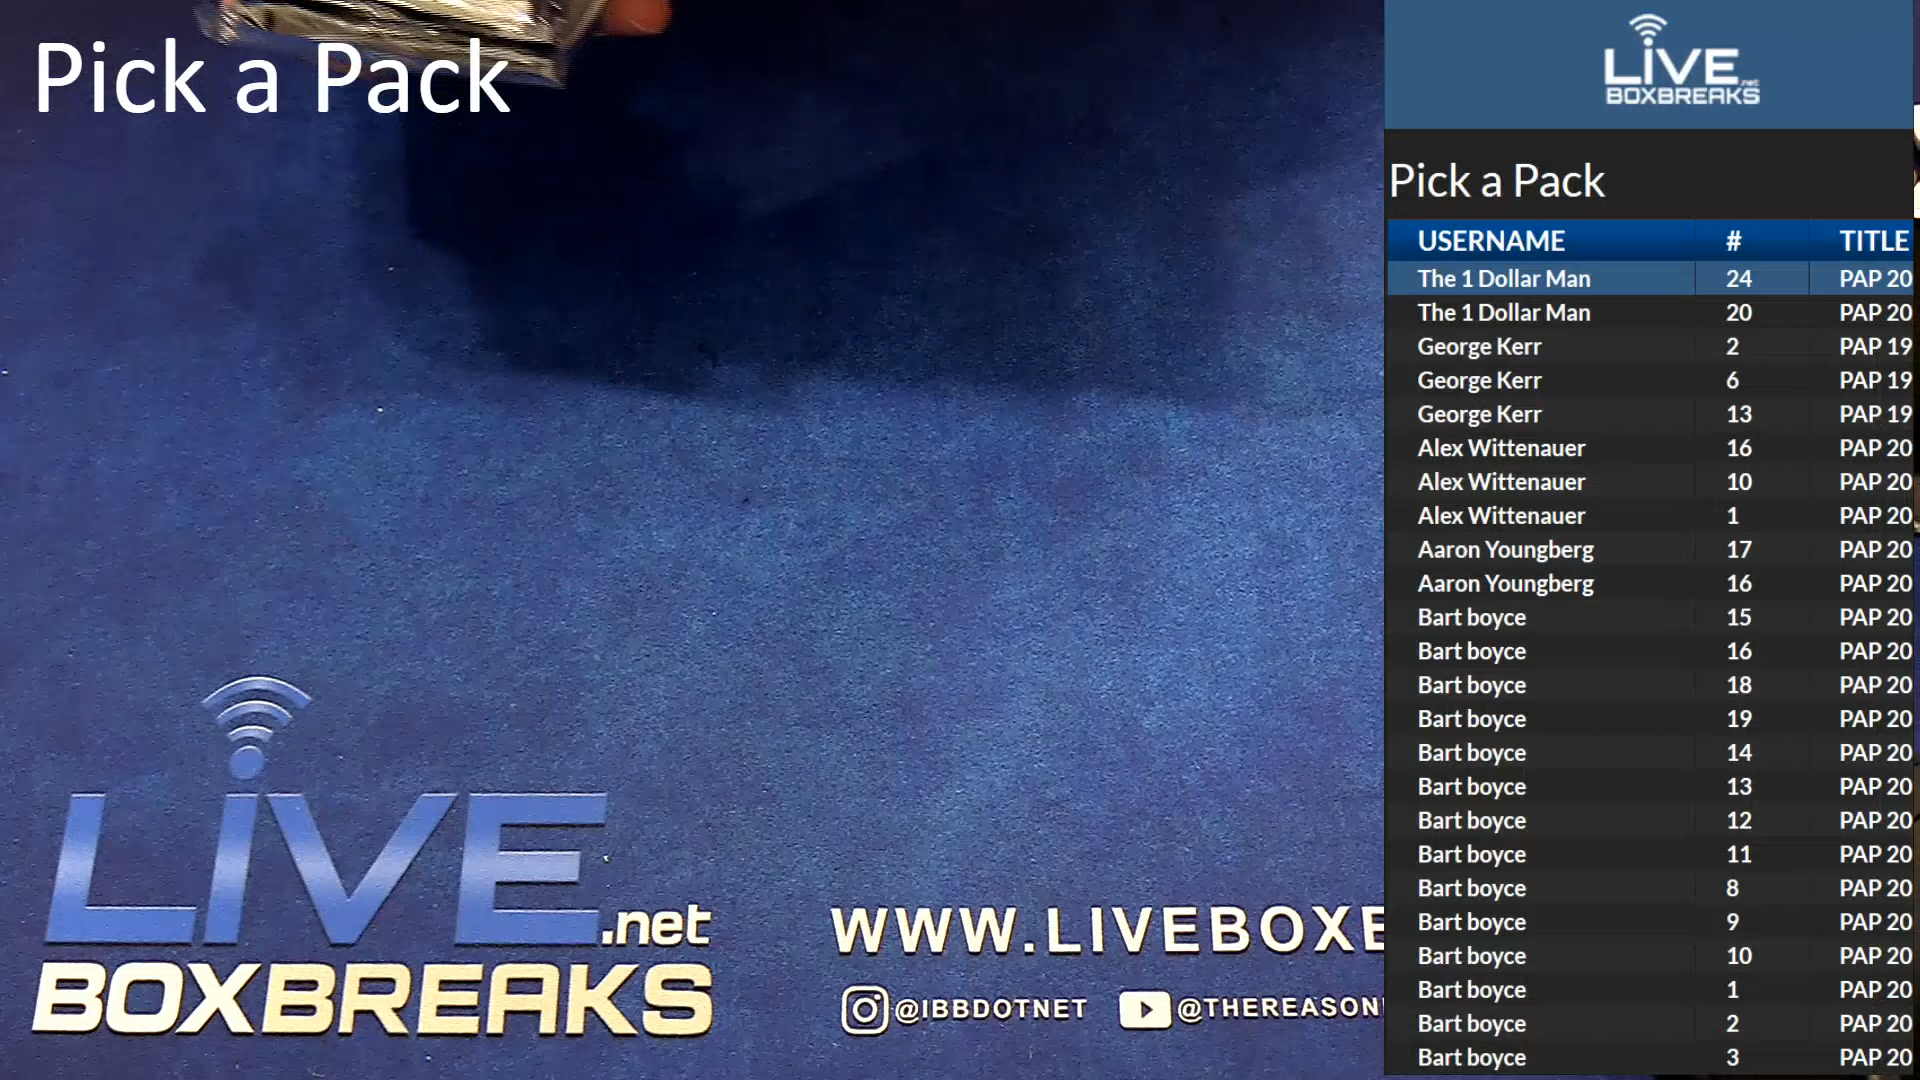 Pick a Pack
LiVE
.net
BOXBREAKS
WWW.LIVEBOXB
@IBBDOTNET
@THEREASON
LiVE
.net
BOXBREAKS
Pick a Pack
USERNAME # TITLE
The 1 Dollar Man 24 PAP 20
The 1 Dollar Man 20 PAP 20
George Kerr 2 PAP 19
George Kerr 6 PAP 19
George Kerr 13 PAP 19
Alex Wittenauer 16 PAP 20
Alex Wittenauer 10 PAP 20
Alex Wittenauer 1 PAP 20
Aaron Youngberg 17 PAP 20
Aaron Youngberg 16 PAP 20
Bart boyce 15 PAP 20
Bart boyce 16 PAP 20
Bart boyce 18 PAP 20
Bart boyce 19 PAP 20
Bart boyce 14 PAP 20
Bart boyce 13 PAP 20
Bart boyce 12 PAP 20
Bart boyce 11 PAP 20
Bart boyce 8 PAP 20
Bart boyce 9 PAP 20
Bart boyce 10 PAP 20
Bart boyce 1 PAP 20
Bart boyce 2 PAP 20
Bart boyce 3 PAP 20